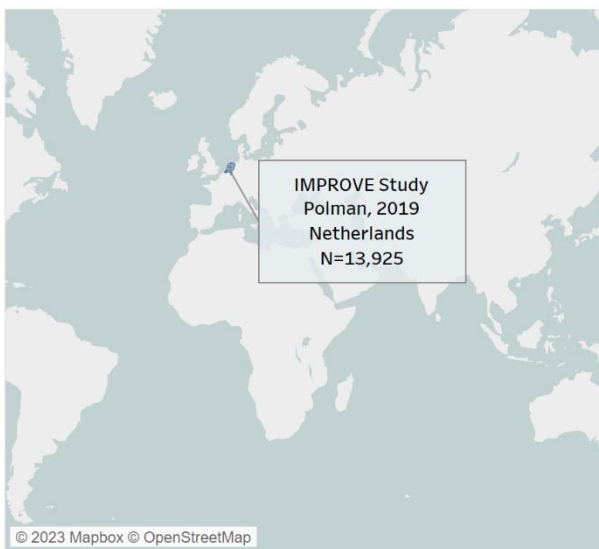 IMPROVE Study
Polman, 2019
Netherlands
N=13,925
© 2023 Mapbox © OpenStreetMap